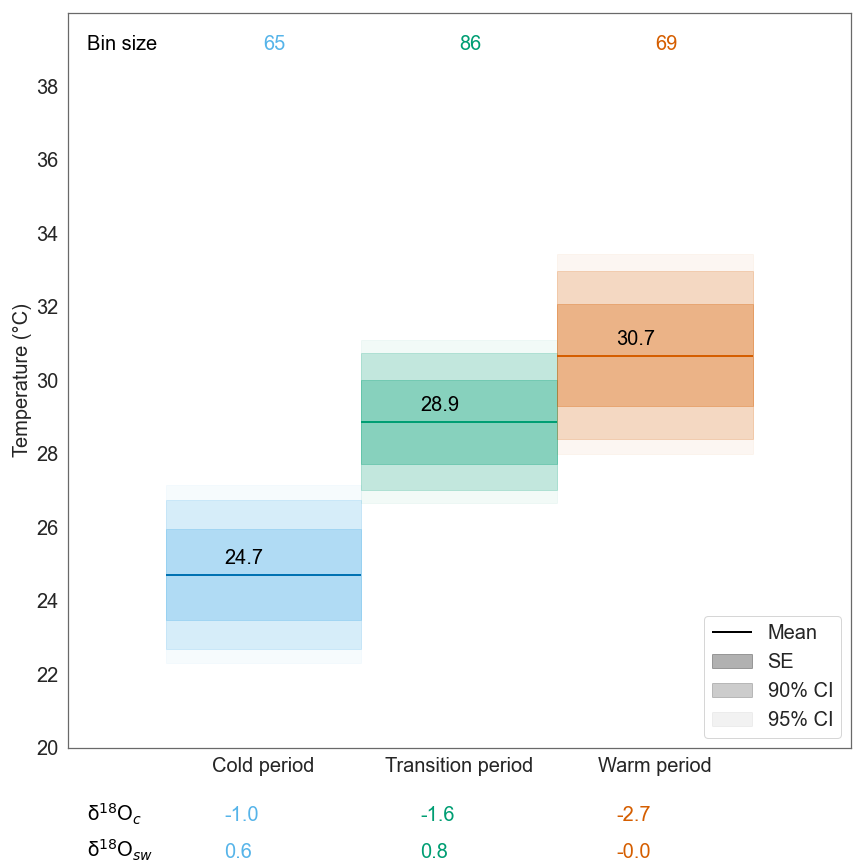 Bin size 65 86 69
38
36
34
32
30
28
26
24
22
20
Temperature (°C)
24.7
28.9
30.7
Mean
SE
90% CI
95% CI
Cold period Transition period Warm period
δ¹⁸O_c -1.0 -1.6 -2.7
δ¹⁸O_sw 0.6 0.8 -0.0